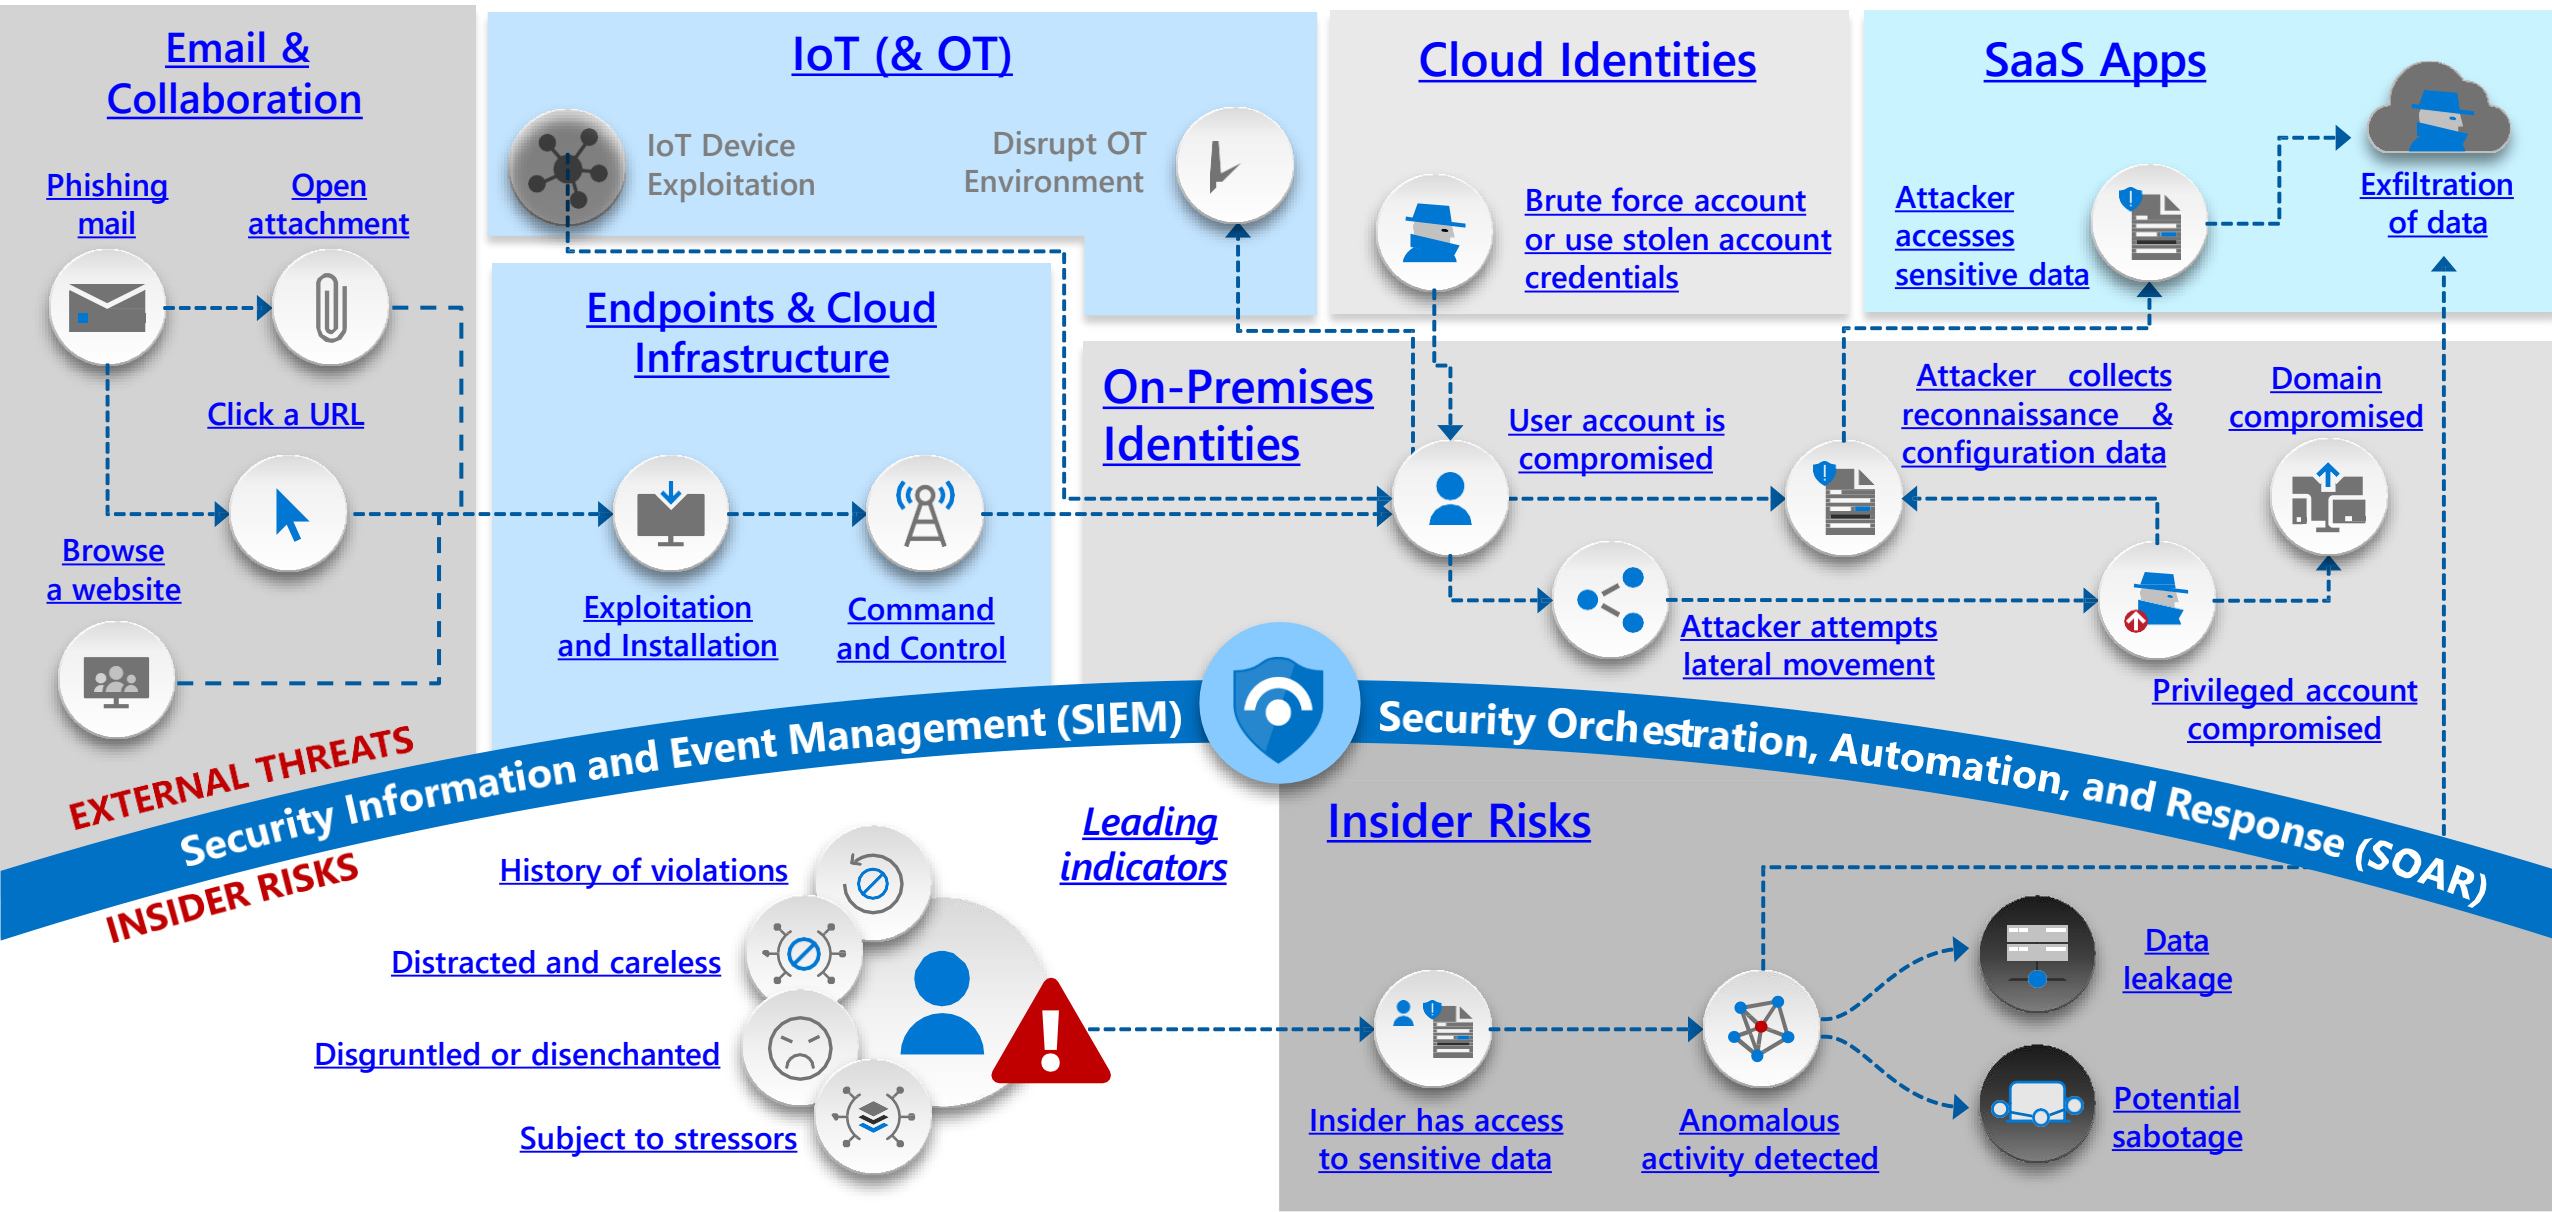 Email &
Collaboration
Phishing
mail
Open
attachment
Click a URL
Browse
a website
IoT (& OT)
IoT Device
Exploitation
Disrupt OT
Environment
Endpoints & Cloud
Infrastructure
Exploitation
and Installation
Command
and Control
Cloud Identities
Brute force account
or use stolen account
credentials
SaaS Apps
Attacker
accesses
sensitive data
Exfiltration
of data
On-Premises
Identities
User account is
compromised
Attacker collects
reconnaissance &
configuration data
Domain
compromised
Attacker attempts
lateral movement
Privileged account
compromised
EXTERNAL THREATS
Security Information and Event Management (SIEM)
Security Orchestration, Automation, and Response (SOAR)
INSIDER RISKS
Leading
indicators
History of violations
Distracted and careless
Disgruntled or disenchanted
Subject to stressors
Insider Risks
Insider has access
to sensitive data
Anomalous
activity detected
Data
leakage
Potential
sabotage